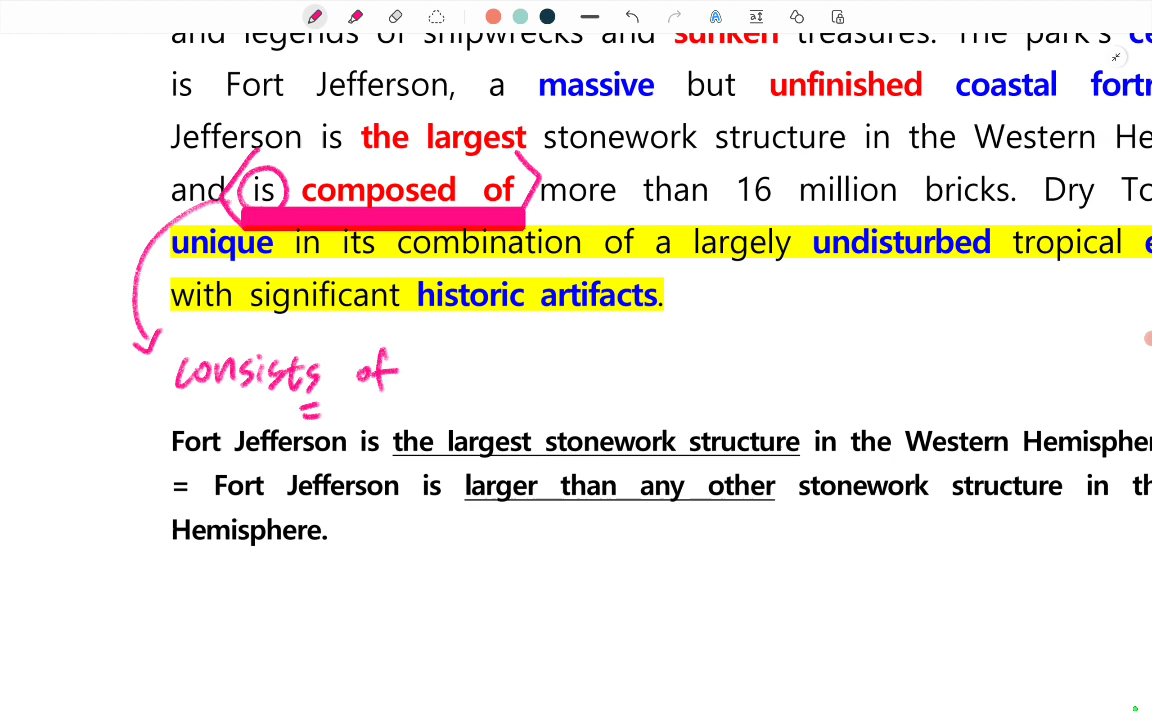 and legends of shipwrecks and sunken treasures. The park's
is Fort Jefferson, a massive but unfinished coastal
Jefferson is the largest stonework structure in the Western
and is composed of more than 16 million bricks. Dry
unique in its combination of a largely undisturbed tropical
with significant historic artifacts.
consists of
Fort Jefferson is the largest stonework structure in the Western
= Fort Jefferson is larger than any other stonework structure in
Hemisphere.